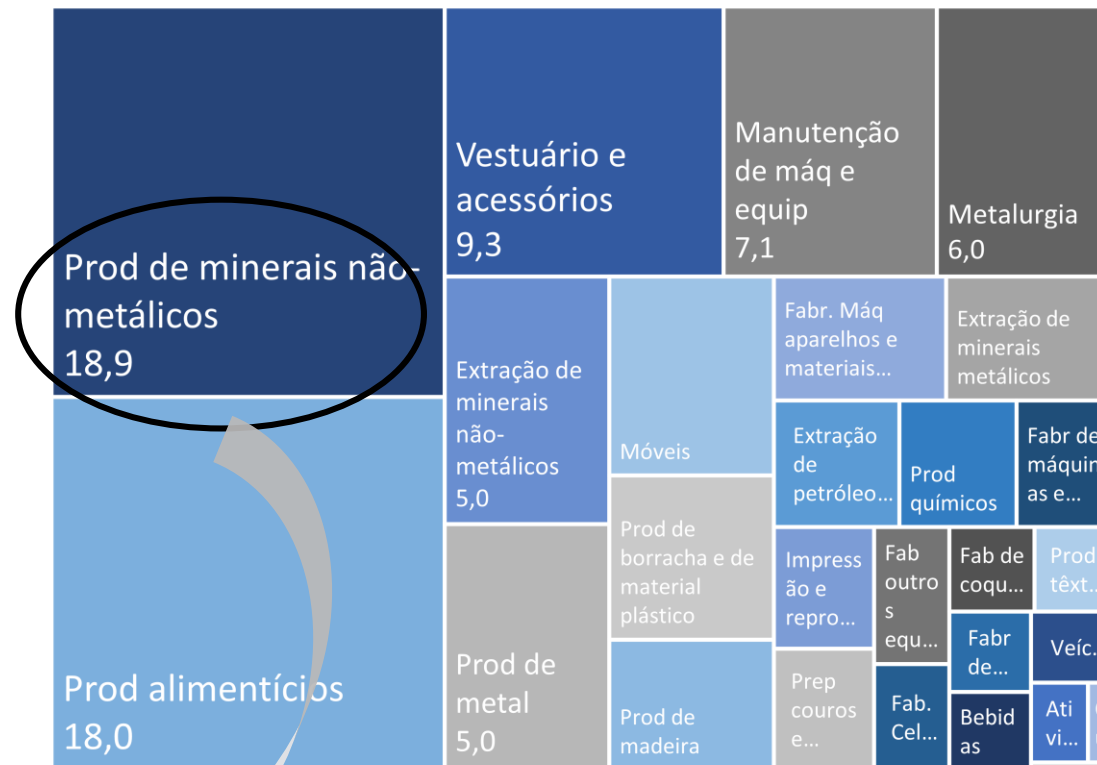 Prod de minerais não-
metálicos
18,9
Prod alimentícios
18,0
Vestuário e
acessórios
9,3
Manutenção
de máq e
equip
7,1
Metalurgia
6,0
Extração de
minerais
não-
metálicos
5,0
Prod de
metal
5,0
Móveis
Prod de
borracha e de
material
plástico
Prod de
madeira
Fabr. Máq
aparelhos e
materiais...
Extração de
minerais
metálicos
Extração
de
petróleo...
Prod
químicos
Fabr de
máquin
as e...
Impress
ão e
repro...
Fab
outro
s
equ...
Fab de
coqu...
Prod
têxt...
Prep
couros
e...
Fab.
Cel...
Fabr
de...
Veíc.
Bebid
as
Ati
vi...